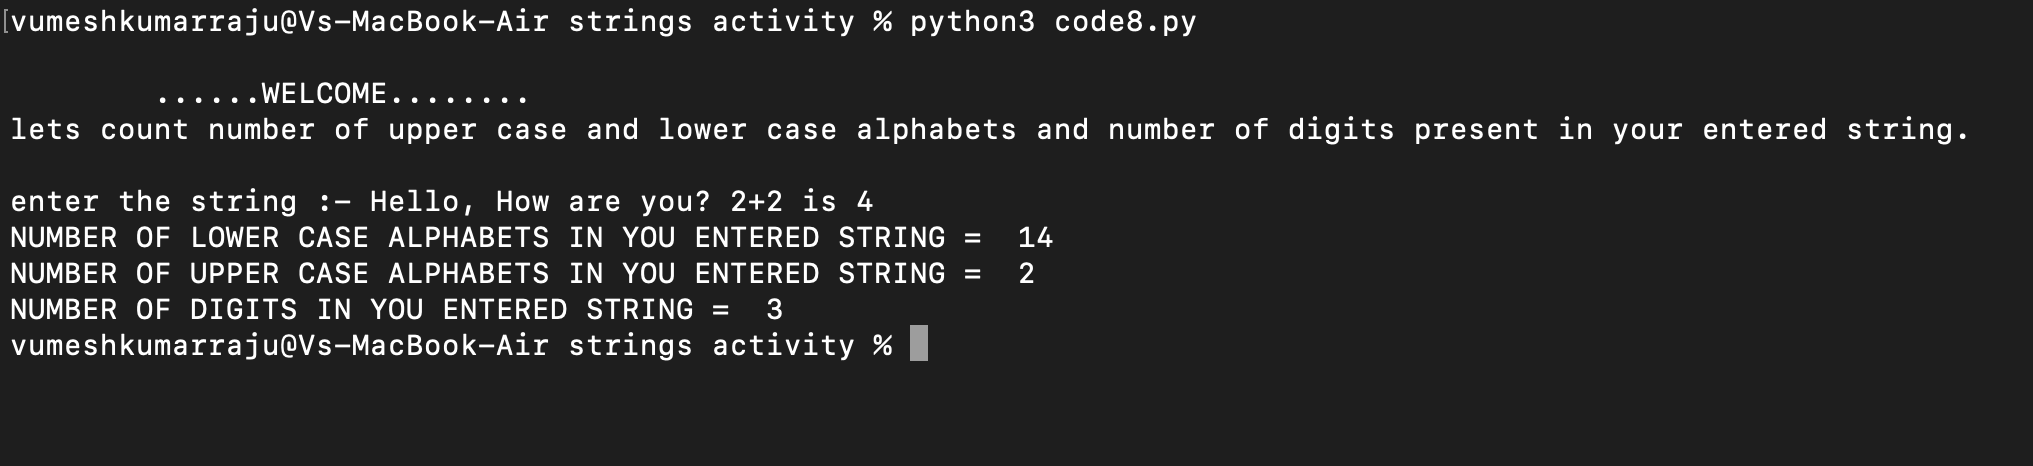 [vumeshkumarraju@Vs-MacBook-Air strings activity % python3 code8.py
......WELCOME........
lets count number of upper case and lower case alphabets and number of digits present in your entered string.
enter the string :- Hello, How are you? 2+2 is 4
NUMBER OF LOWER CASE ALPHABETS IN YOU ENTERED STRING =  14
NUMBER OF UPPER CASE ALPHABETS IN YOU ENTERED STRING =  2
NUMBER OF DIGITS IN YOU ENTERED STRING =  3
vumeshkumarraju@Vs-MacBook-Air strings activity %